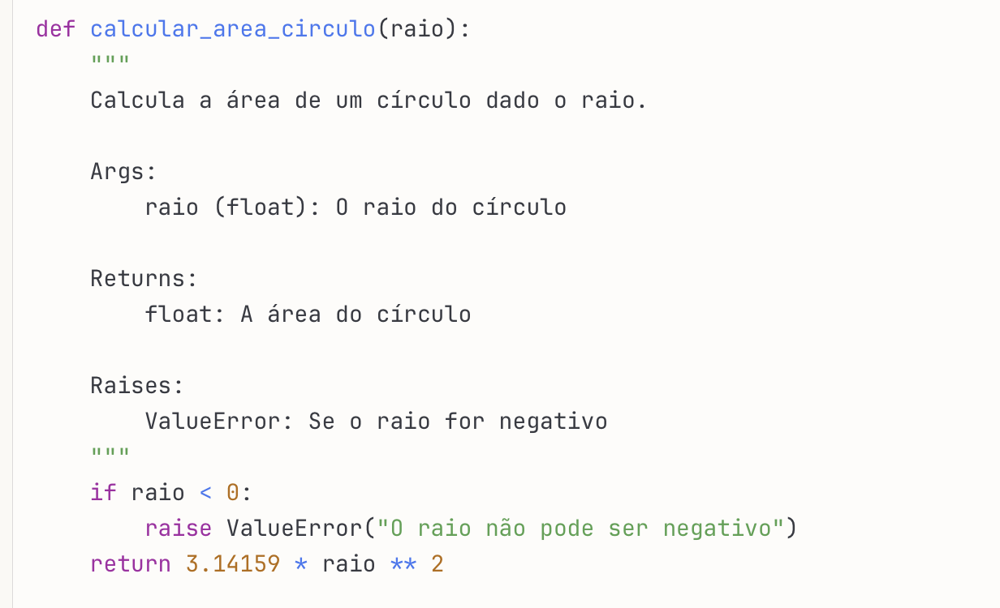 def calcular_area_circulo(raio):
    """
    Calcula a área de um círculo dado o raio.

    Args:
        raio (float): O raio do círculo

    Returns:
        float: A área do círculo

    Raises:
        ValueError: Se o raio for negativo
    """
    if raio < 0:
        raise ValueError("O raio não pode ser negativo")
    return 3.14159 * raio ** 2